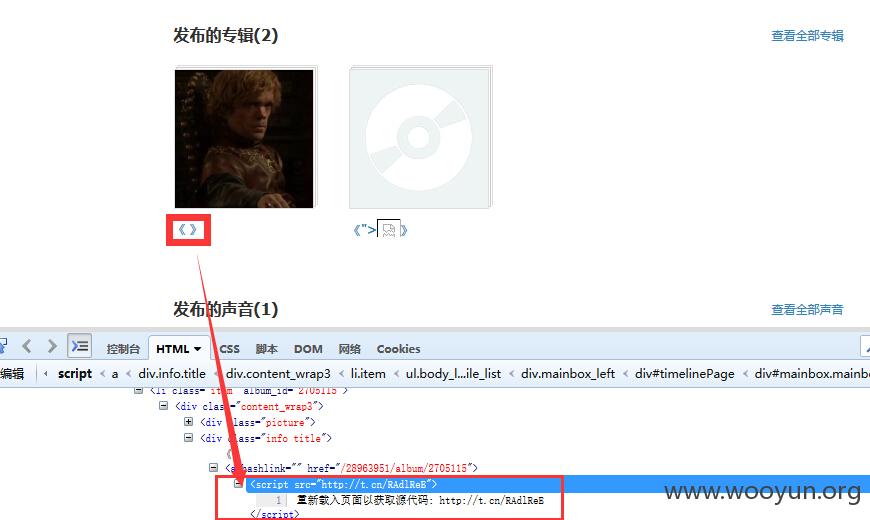 发布的专辑(2)
查看全部专辑
《 》
《">
》
发布的声音(1)
查看全部声音
控制台 HTML CSS 脚本 DOM 网络 Cookies
编辑 script < a < div.info.title < div.content_wrap3 < li.item < ul.body_l...ile_list < div.mainbox_left < div#timelinePage < div#mainbox.mainbo
<li class="item" album_id="2705115">
<div class="content_wrap3">
<div class="picture">
<div class="info title">
《
hashlink="" href="/28963951/album/2705115">
<script src="http://t.cn/RAdlReB">
1 重新载入页面以获取源代码: http://t.cn/RAdlReB
</script>
www.wooyun.org